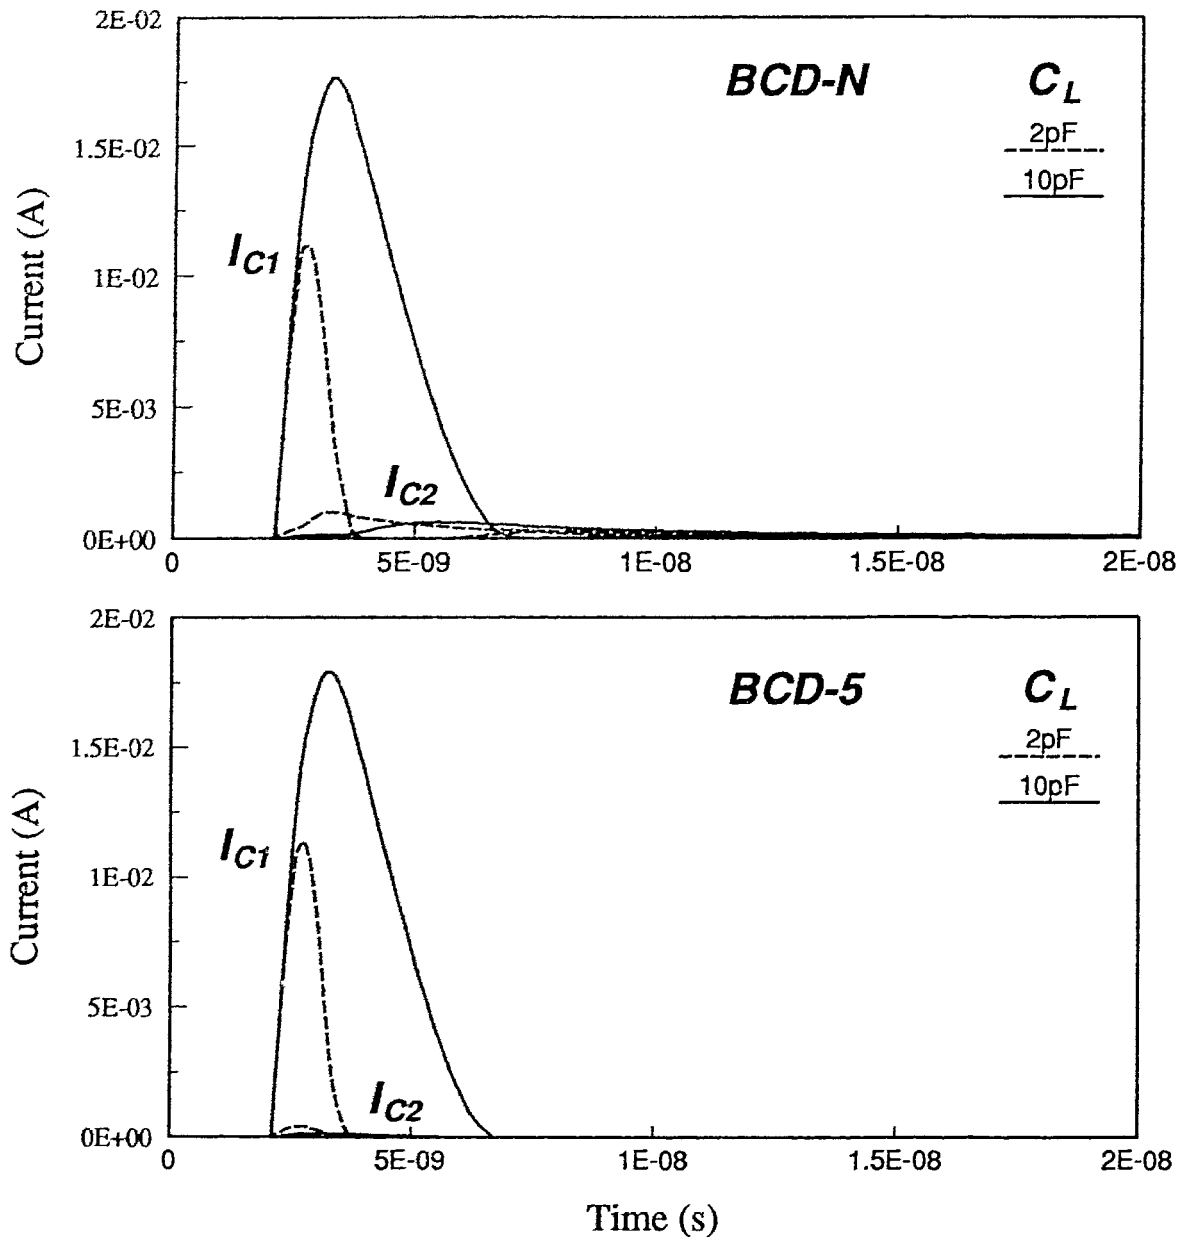 2E-02
BCD-N
C_L
2pF
10pF
1.5E-02
1E-02
5E-03
0E+00
Current (A)
I_C1
I_C2
0
5E-09
1E-08
1.5E-08
2E-08
2E-02
BCD-5
C_L
2pF
10pF
1.5E-02
1E-02
5E-03
0E+00
Current (A)
I_C1
I_C2
0
5E-09
1E-08
1.5E-08
2E-08
Time (s)